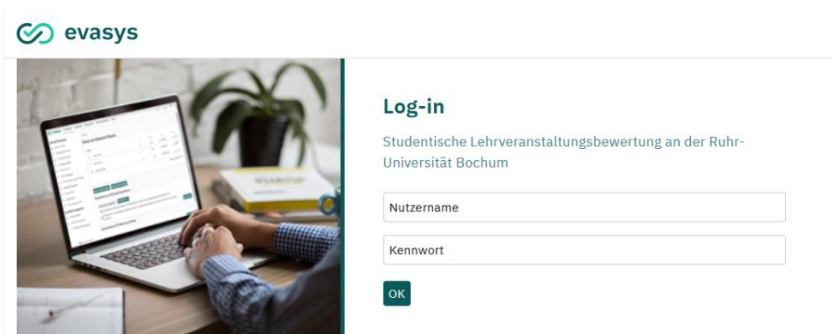 evasys
Log-in
Studentische Lehrveranstaltungsbewertung an der Ruhr-
Universität Bochum
Nutzername
Kennwort
OK